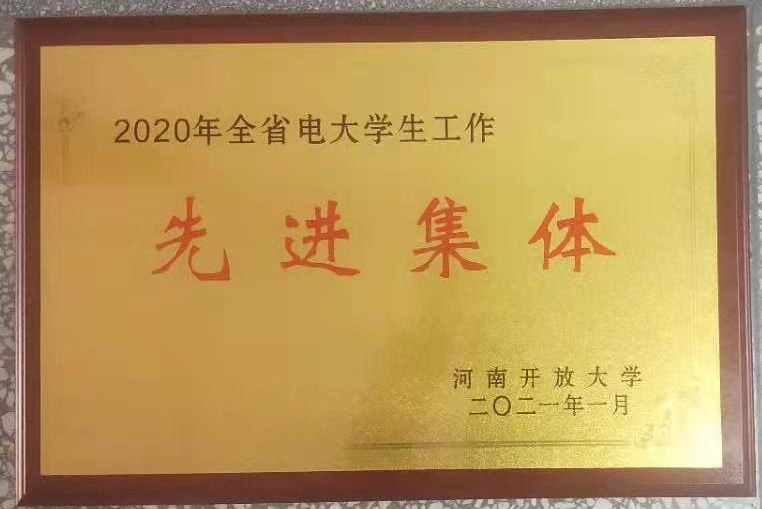 2020年全省电大学生工作
先进集体
河南开放大学
二〇二一年一月